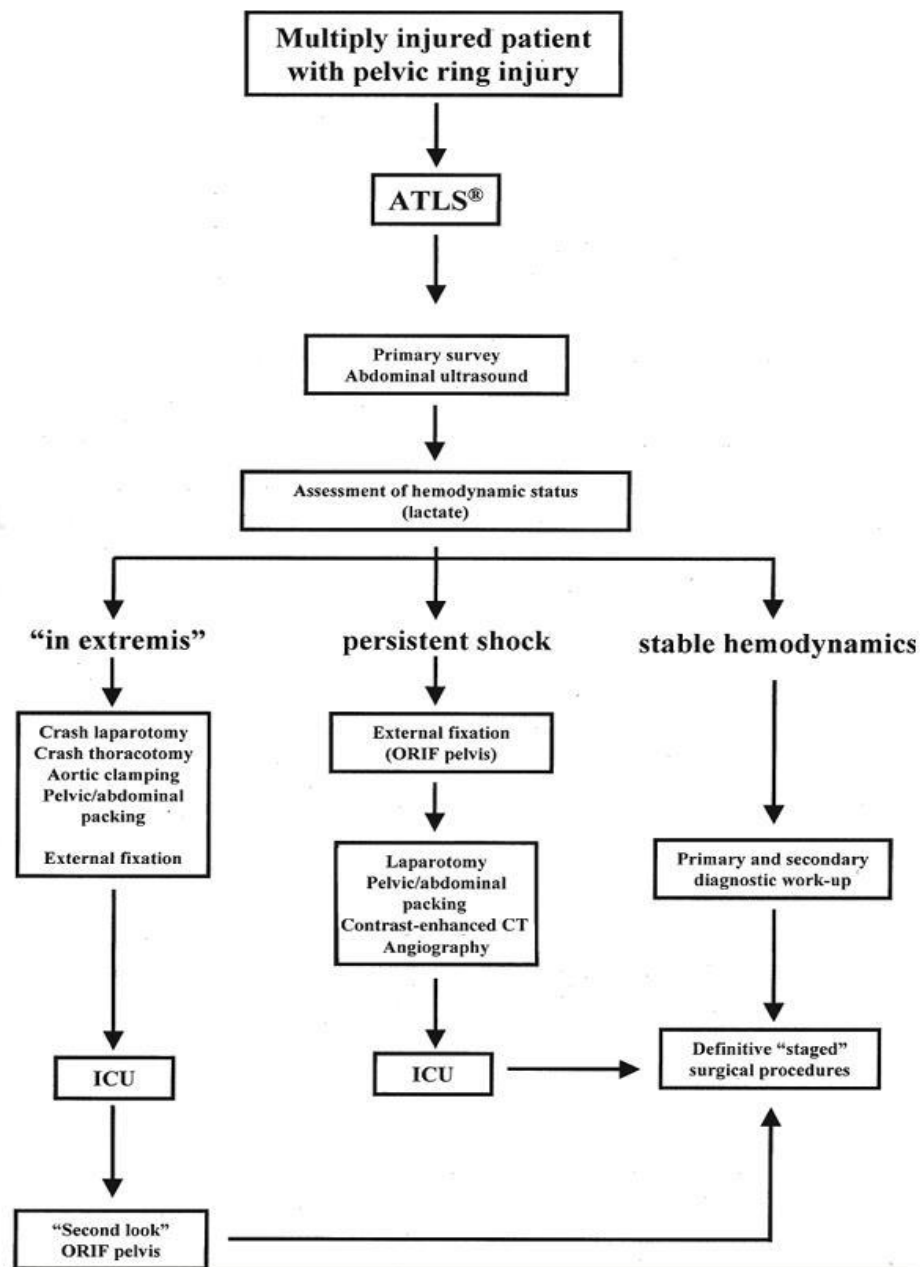 Multiply injured patient
with pelvic ring injury
ATLS®
Primary survey
Abdominal ultrasound
Assessment of hemodynamic status
(lactate)
“in extremis”
persistent shock
stable hemodynamics
Crash laparotomy
Crash thoracotomy
Aortic clamping
Pelvic/abdominal
packing
External fixation
External fixation
(ORIF pelvis)
Laparotomy
Pelvic/abdominal
packing
Contrast-enhanced CT
Angiography
Primary and secondary
diagnostic work-up
ICU
ICU
Definitive “staged”
surgical procedures
“Second look”
ORIF pelvis